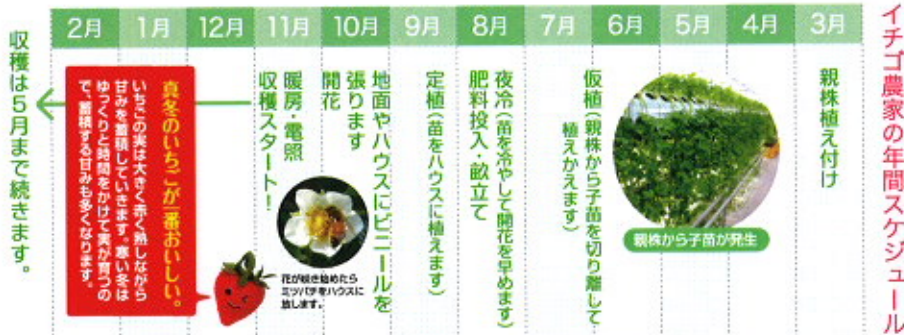 イチゴ農家の年間スケジュール
3月
4月
5月
6月
7月
8月
9月
10月
11月
12月
1月
2月
親株植え付け
親株から子苗が発生
仮植(親株から子苗を切り離して
植えかえます)
夜冷(苗を冷やして開花を早めます)
肥料投入・畝立て
定植(苗をハウスに植えます)
地面やハウスにビニールを
張ります
開花
花が咲き始めたら
ミツバチをハウスに
放します。
暖房・電照
収穫スタート!
真冬のいちごが一番おいしい。
いちごの実は大きく赤く熟しながら
甘みを蓄積していきます。寒い冬は
ゆっくりと時間をかけて実が育つの
で、蓄積する甘みも多くなります。
収穫は5月まで続きます。